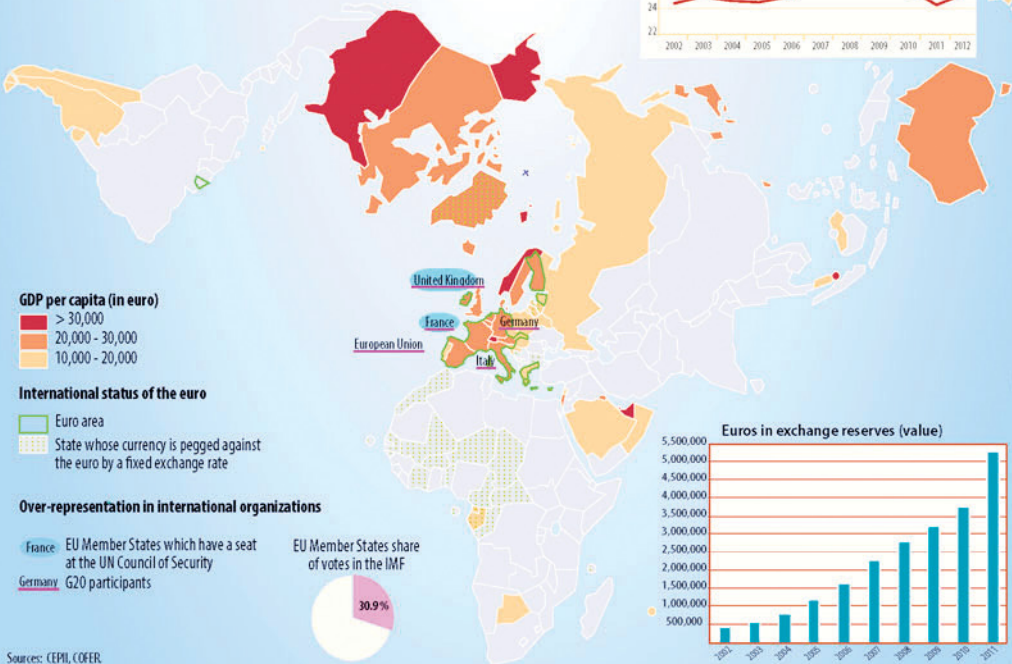 24
22
2002 2003 2004 2005 2006 2007 2008 2009 2010 2011 2012
United Kingdom
France
Germany
European Union
Italy
GDP per capita (in euro)
> 30,000
20,000 - 30,000
10,000 - 20,000
International status of the euro
Euro area
State whose currency is pegged against
the euro by a fixed exchange rate
Over-representation in international organizations
France EU Member States which have a seat
at the UN Council of Security
Germany G20 participants
EU Member States share
of votes in the IMF
30.9%
Euros in exchange reserves (value)
5,500,000
5,000,000
4,500,000
4,000,000
3,500,000
3,000,000
2,500,000
2,000,000
1,500,000
1,000,000
500,000
2002 2003 2004 2005 2006 2007 2008 2009 2010 2011
Sources: CEPII, COFER.